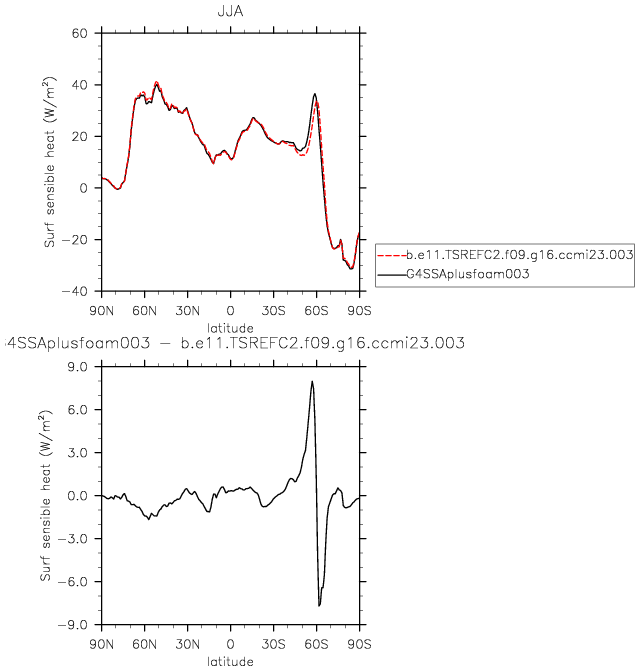 JJA
60
40
20
0
-20
-40
Surf sensible heat (W/m²)
90N 60N 30N 0 30S 60S 90S
latitude
b.e11.TSREFC2.f09.g16.ccmi23.003
G4SSAplusfoam003
4SSAplusfoam003 - b.e11.TSREFC2.f09.g16.ccmi23.003
9.0
6.0
3.0
0.0
-3.0
-6.0
-9.0
Surf sensible heat (W/m²)
90N 60N 30N 0 30S 60S 90S
latitude